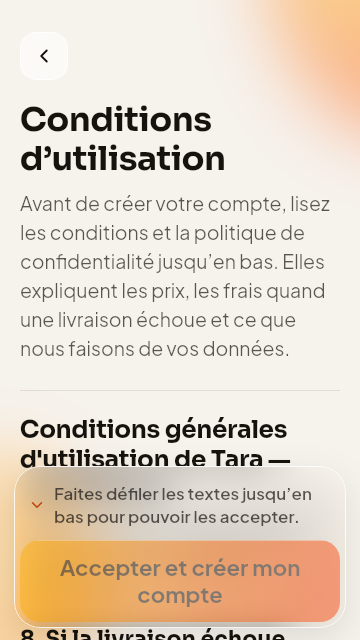 Conditions
d’utilisation
Avant de créer votre compte, lisez
les conditions et la politique de
confidentialité jusqu’en bas. Elles
expliquent les prix, les frais quand
une livraison échoue et ce que
nous faisons de vos données.
Conditions générales
d'utilisation de Tara —
Faites défiler les textes jusqu’en
bas pour pouvoir les accepter.
Accepter et créer mon
compte
8. Si la livraison échoue